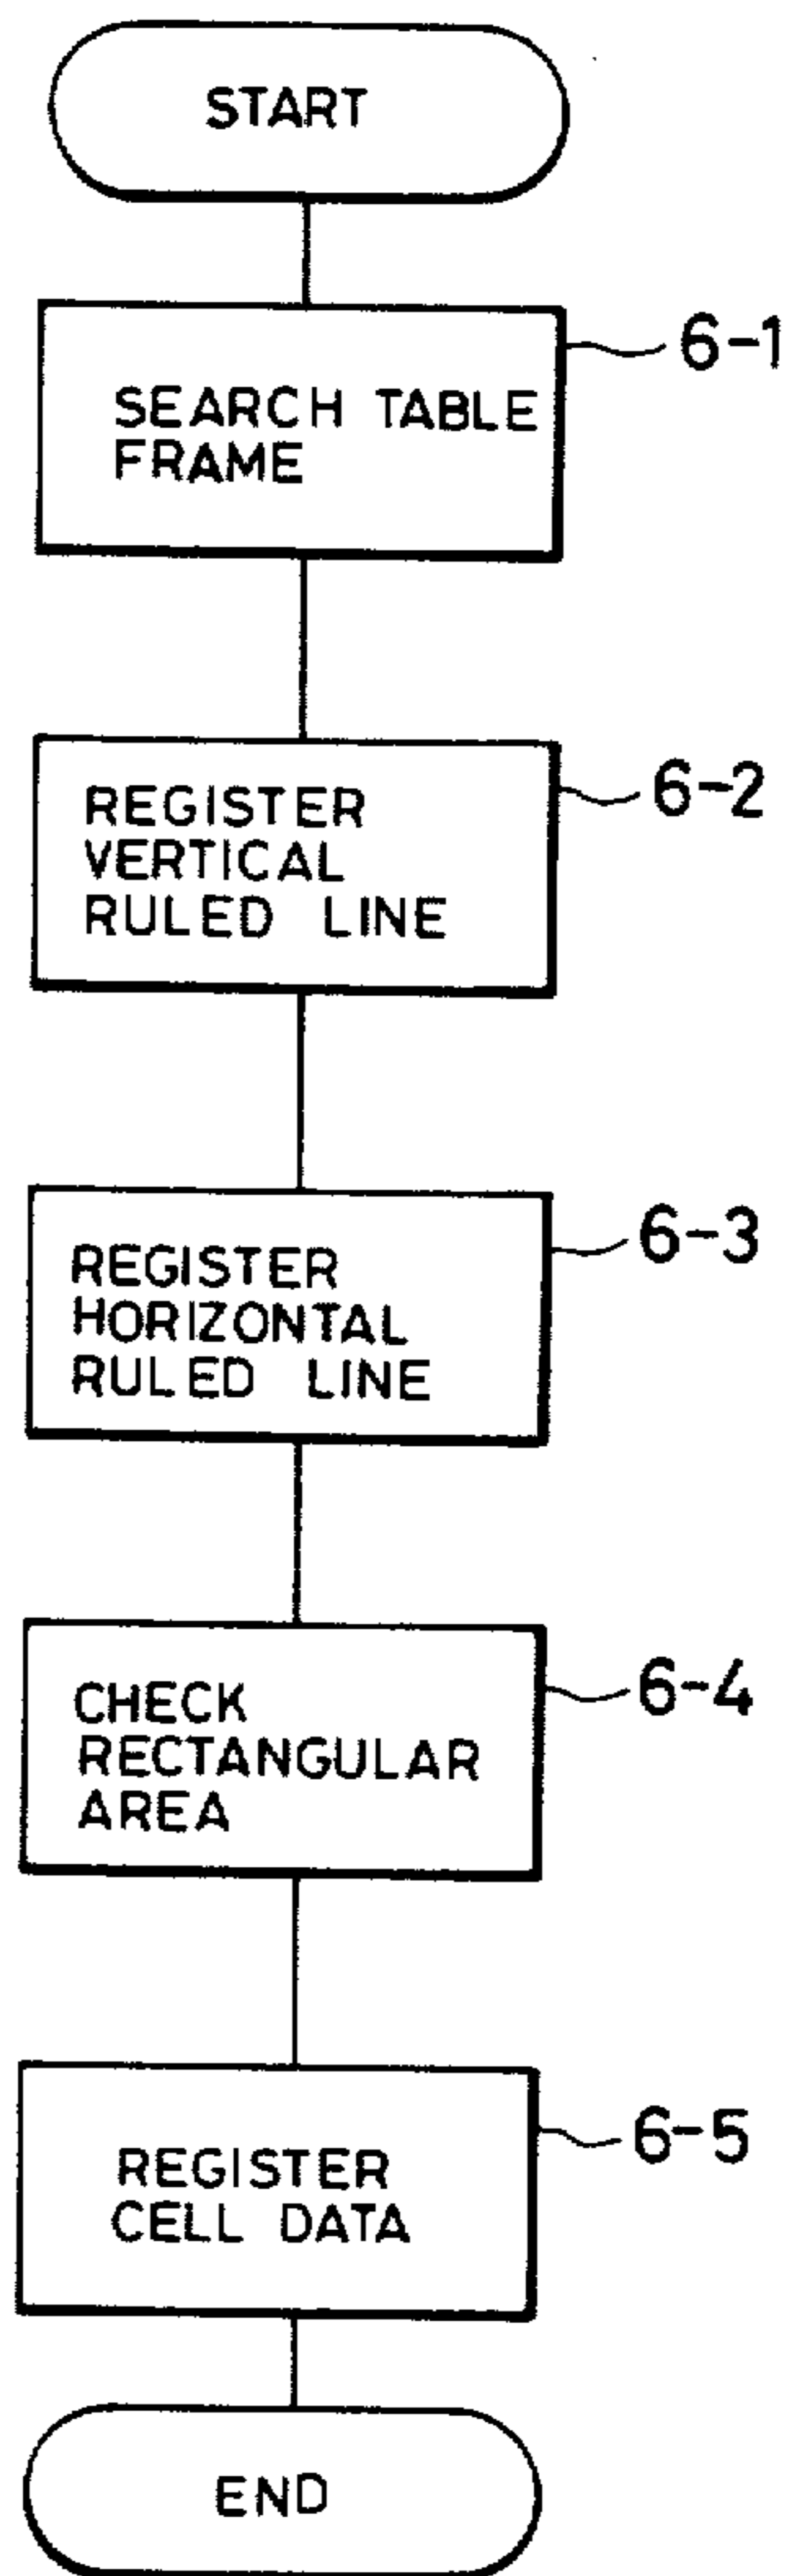 START
6-1
SEARCH TABLE
FRAME
6-2
REGISTER
VERTICAL
RULED LINE
6-3
REGISTER
HORIZONTAL
RULED LINE
6-4
CHECK
RECTANGULAR
AREA
6-5
REGISTER
CELL DATA
END